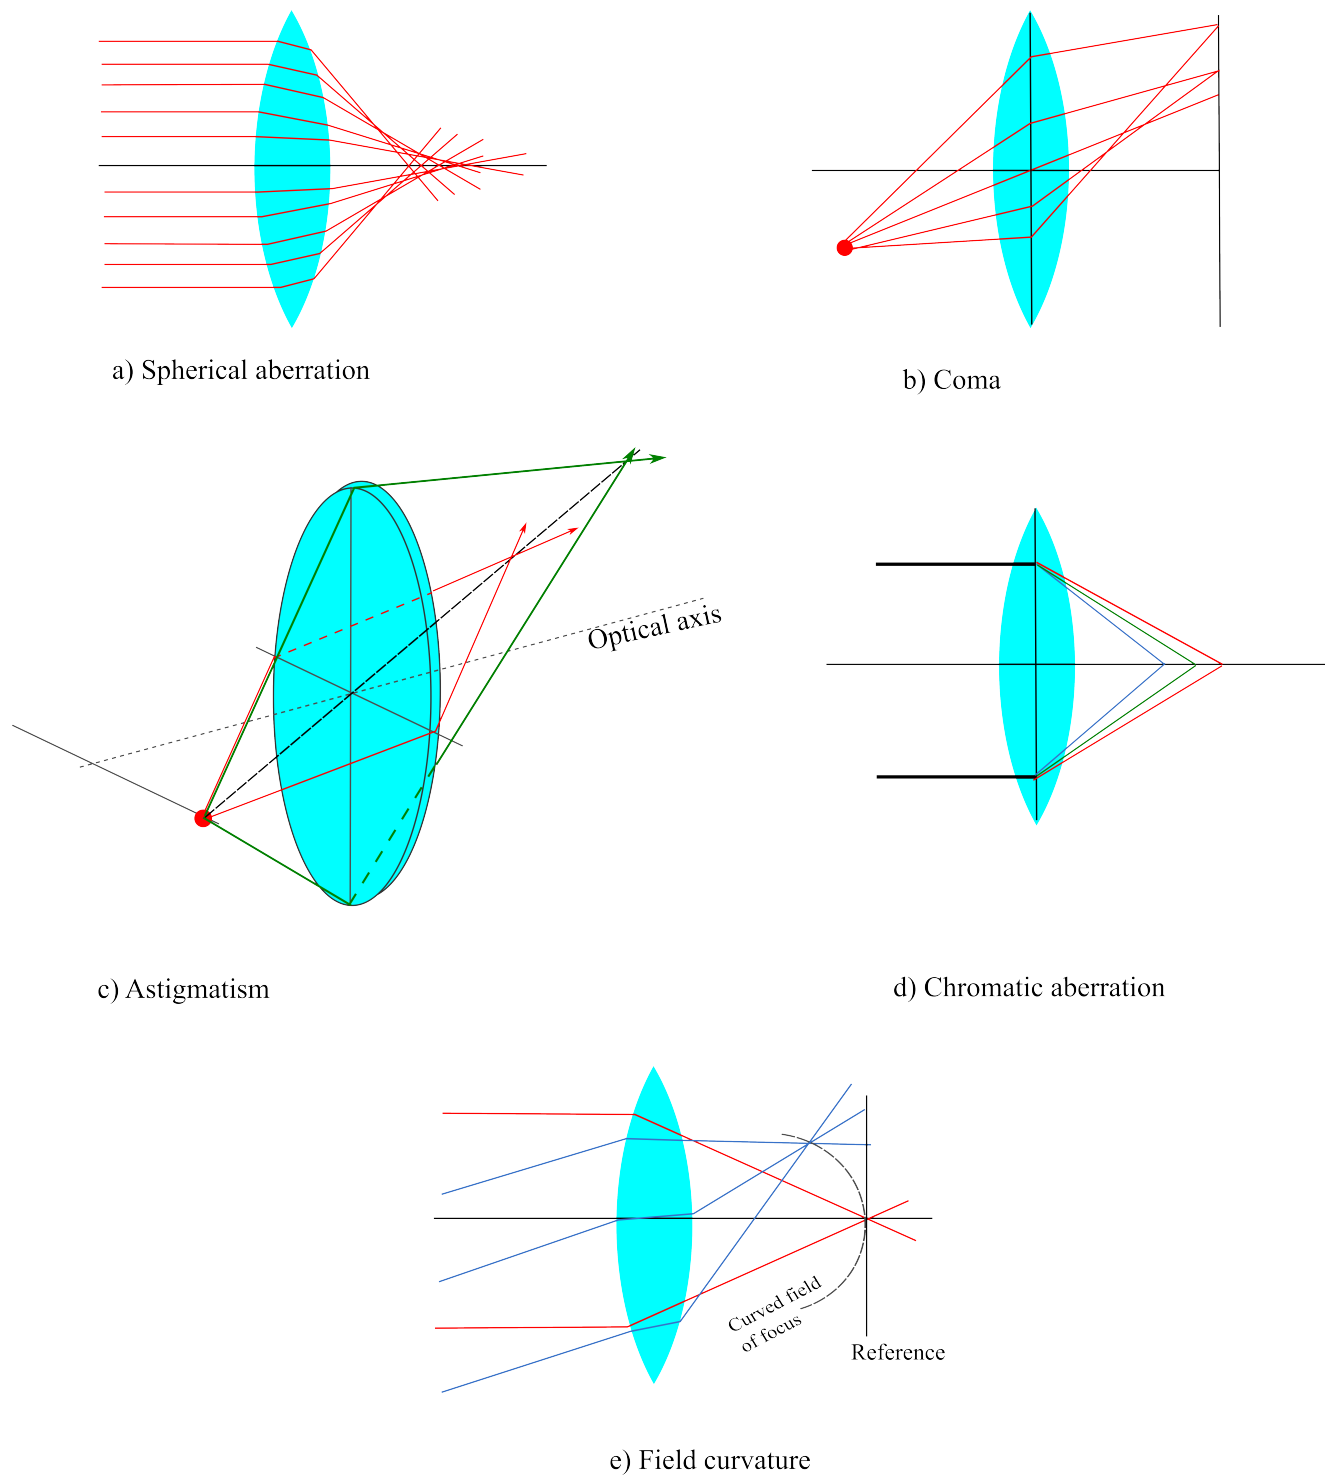 a) Spherical aberration
b) Coma
Optical axis
c) Astigmatism
d) Chromatic aberration
Curved field
of focus
Reference
e) Field curvature